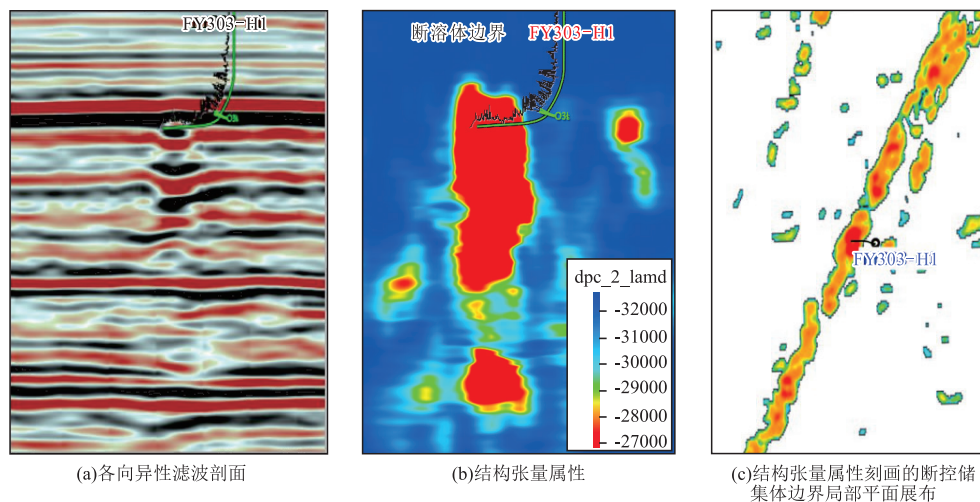 FY303-H1
O3l
(a)各向异性滤波剖面
断溶体边界 FY303-H1
O3l
dpc_2_lamd
-32000
-31000
-30000
-29000
-28000
-27000
(b)结构张量属性
FY303-H1
(c)结构张量属性刻画的断控储
集体边界局部平面展布